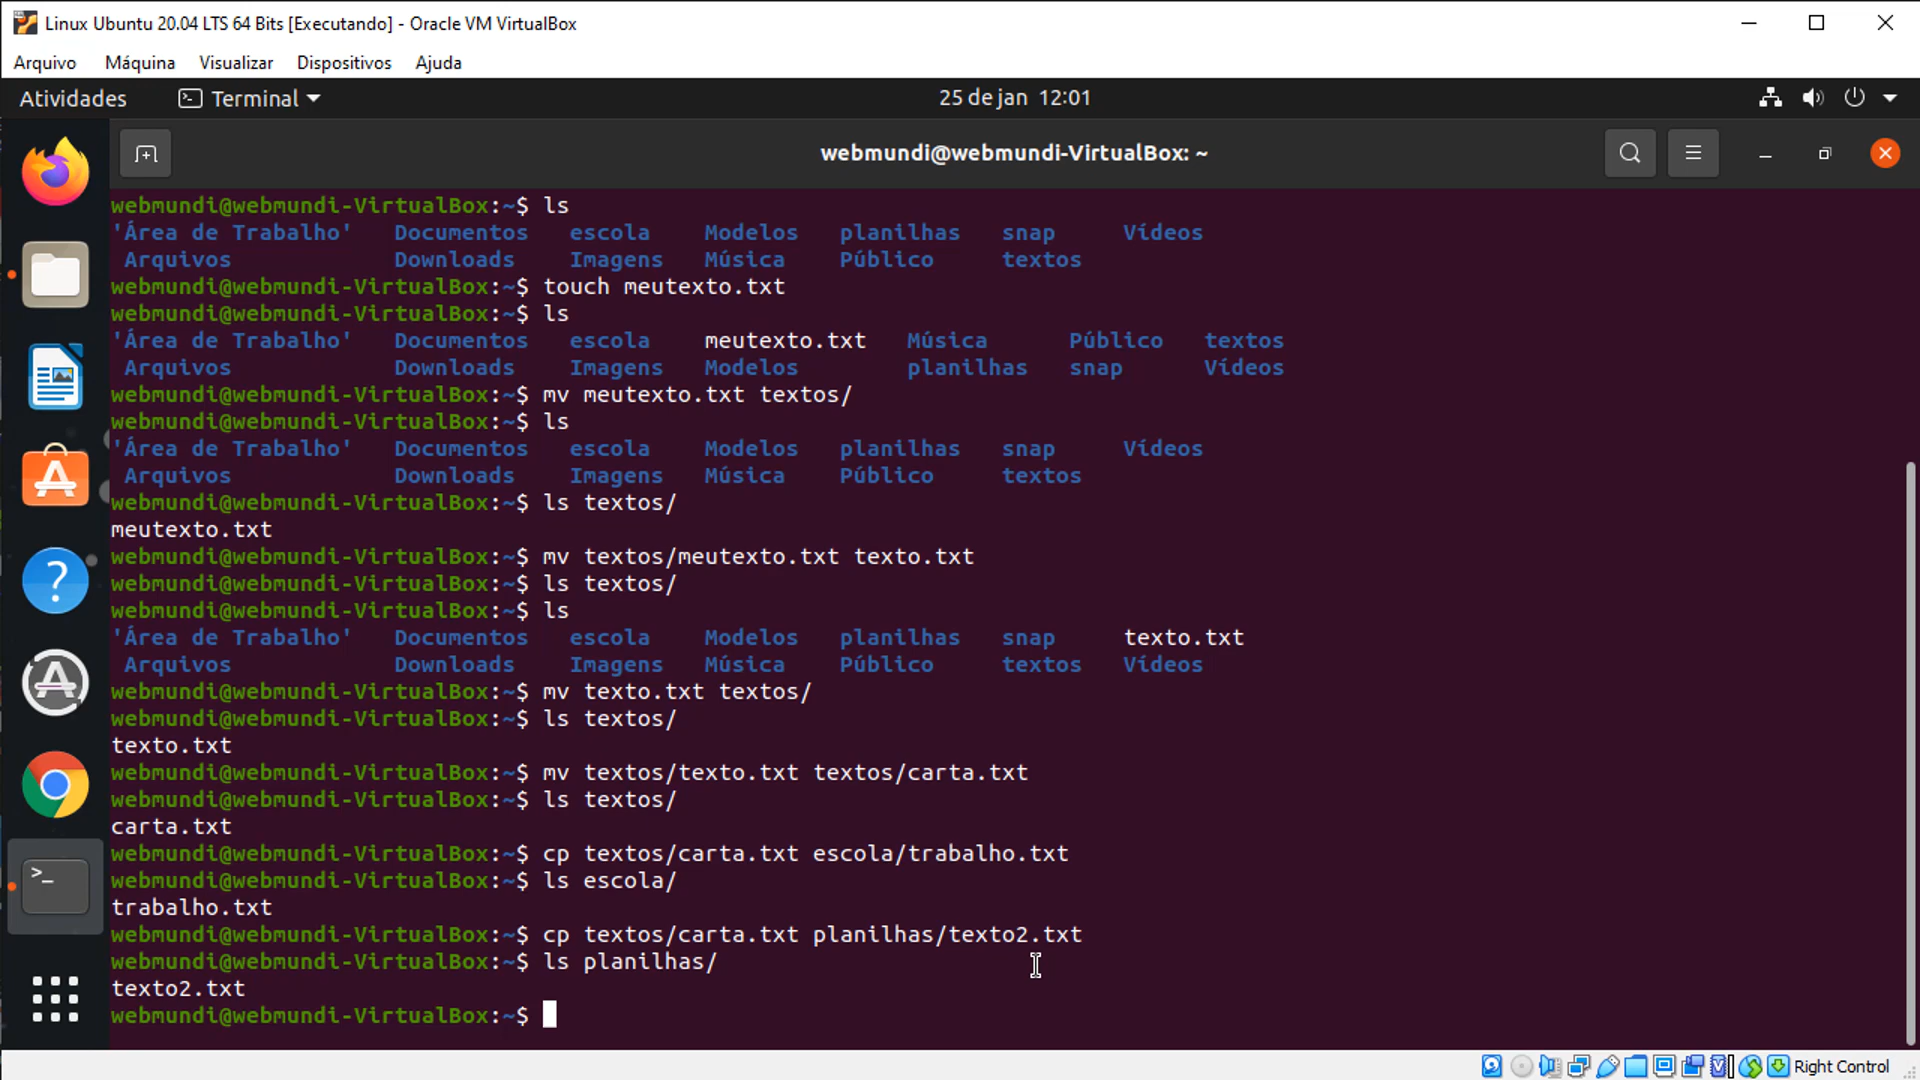 Linux Ubuntu 20.04 LTS 64 Bits [Executando] - Oracle VM VirtualBox
Arquivo Máquina Visualizar Dispositivos Ajuda
Atividades Terminal 25 de jan 12:01
webmundi@webmundi-VirtualBox: ~
webmundi@webmundi-VirtualBox:~$ ls
'Área de Trabalho' Documentos escola Modelos planilhas snap Vídeos
Arquivos Downloads Imagens Música Público textos
webmundi@webmundi-VirtualBox:~$ touch meutexto.txt
webmundi@webmundi-VirtualBox:~$ ls
'Área de Trabalho' Documentos escola meutexto.txt Música Público textos
Arquivos Downloads Imagens Modelos planilhas snap Vídeos
webmundi@webmundi-VirtualBox:~$ mv meutexto.txt textos/
webmundi@webmundi-VirtualBox:~$ ls
'Área de Trabalho' Documentos escola Modelos planilhas snap Vídeos
Arquivos Downloads Imagens Música Público textos
webmundi@webmundi-VirtualBox:~$ ls textos/
meutexto.txt
webmundi@webmundi-VirtualBox:~$ mv textos/meutexto.txt texto.txt
webmundi@webmundi-VirtualBox:~$ ls textos/
webmundi@webmundi-VirtualBox:~$ ls
'Área de Trabalho' Documentos escola Modelos planilhas snap texto.txt
Arquivos Downloads Imagens Música Público textos Vídeos
webmundi@webmundi-VirtualBox:~$ mv texto.txt textos/
webmundi@webmundi-VirtualBox:~$ ls textos/
texto.txt
webmundi@webmundi-VirtualBox:~$ mv textos/texto.txt textos/carta.txt
webmundi@webmundi-VirtualBox:~$ ls textos/
carta.txt
webmundi@webmundi-VirtualBox:~$ cp textos/carta.txt escola/trabalho.txt
webmundi@webmundi-VirtualBox:~$ ls escola/
trabalho.txt
webmundi@webmundi-VirtualBox:~$ cp textos/carta.txt planilhas/texto2.txt
webmundi@webmundi-VirtualBox:~$ ls planilhas/
texto2.txt
webmundi@webmundi-VirtualBox:~$
Right Control